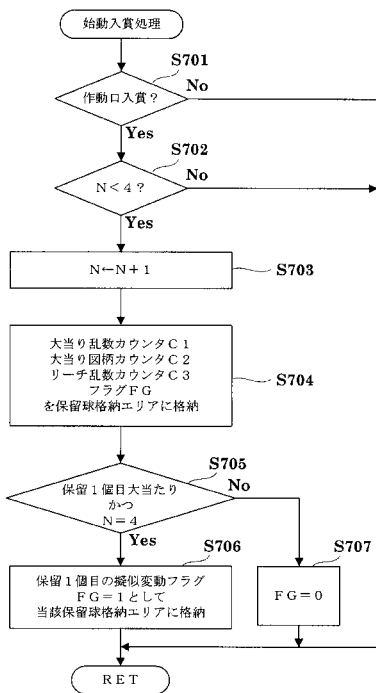 始動入賞処理
S701
作動口入賞？
No
Yes
S702
N＜4？
No
Yes
N←N＋1
S703
大当り乱数カウンタC1
大当り図柄カウンタC2
リーチ乱数カウンタC3
フラグFG
を保留球格納エリアに格納
S704
S705
保留1個目大当たり
かつ
N＝4
No
Yes
S706
S707
保留1個目の擬似変動フラグ
FG＝1として
当該保留球格納エリアに格納
FG＝0
RET